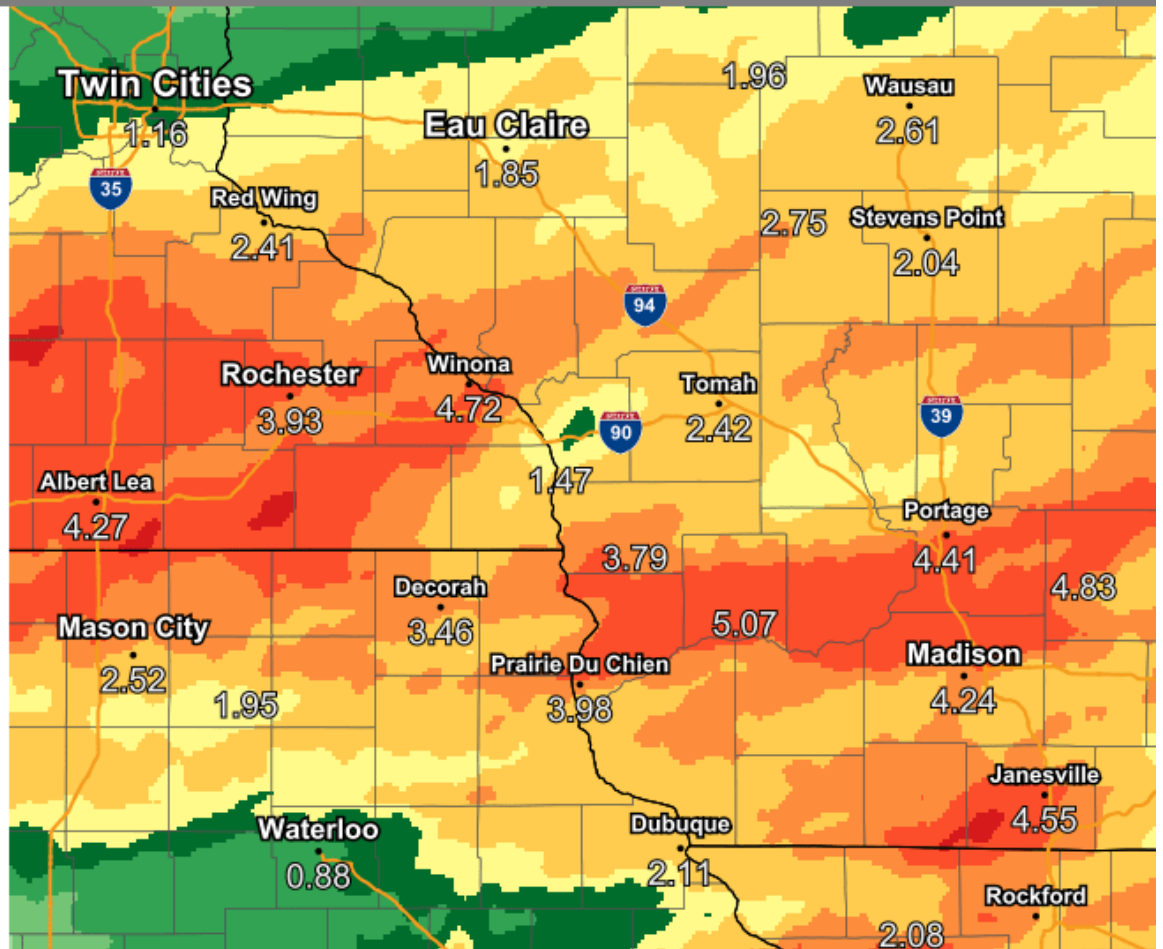 1.96
Wausau
2.61
Twin Cities
1.16
Eau Claire
1.85
35
Red Wing
2.41
2.75
Stevens Point
2.04
94
Rochester
3.93
Winona
4.72
Tomah
2.42
90
39
Albert Lea
4.27
1.47
Portage
4.41
3.79
Decorah
3.46
4.83
Mason City
2.52
5.07
Prairie Du Chien
3.98
Madison
4.24
1.95
Janesville
4.55
Waterloo
0.88
Dubuque
2.11
Rockford
2.08